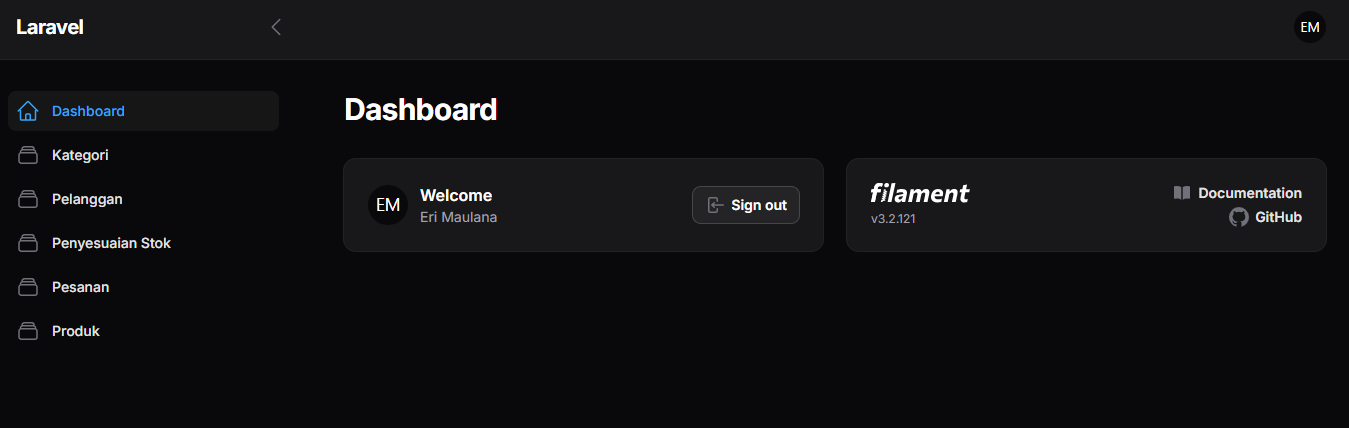 Laravel
EM
Dashboard
Kategori
Pelanggan
Penyesuaian Stok
Pesanan
Produk
Dashboard
EM
Welcome
Eri Maulana
Sign out
filament
v3.2.121
Documentation
GitHub